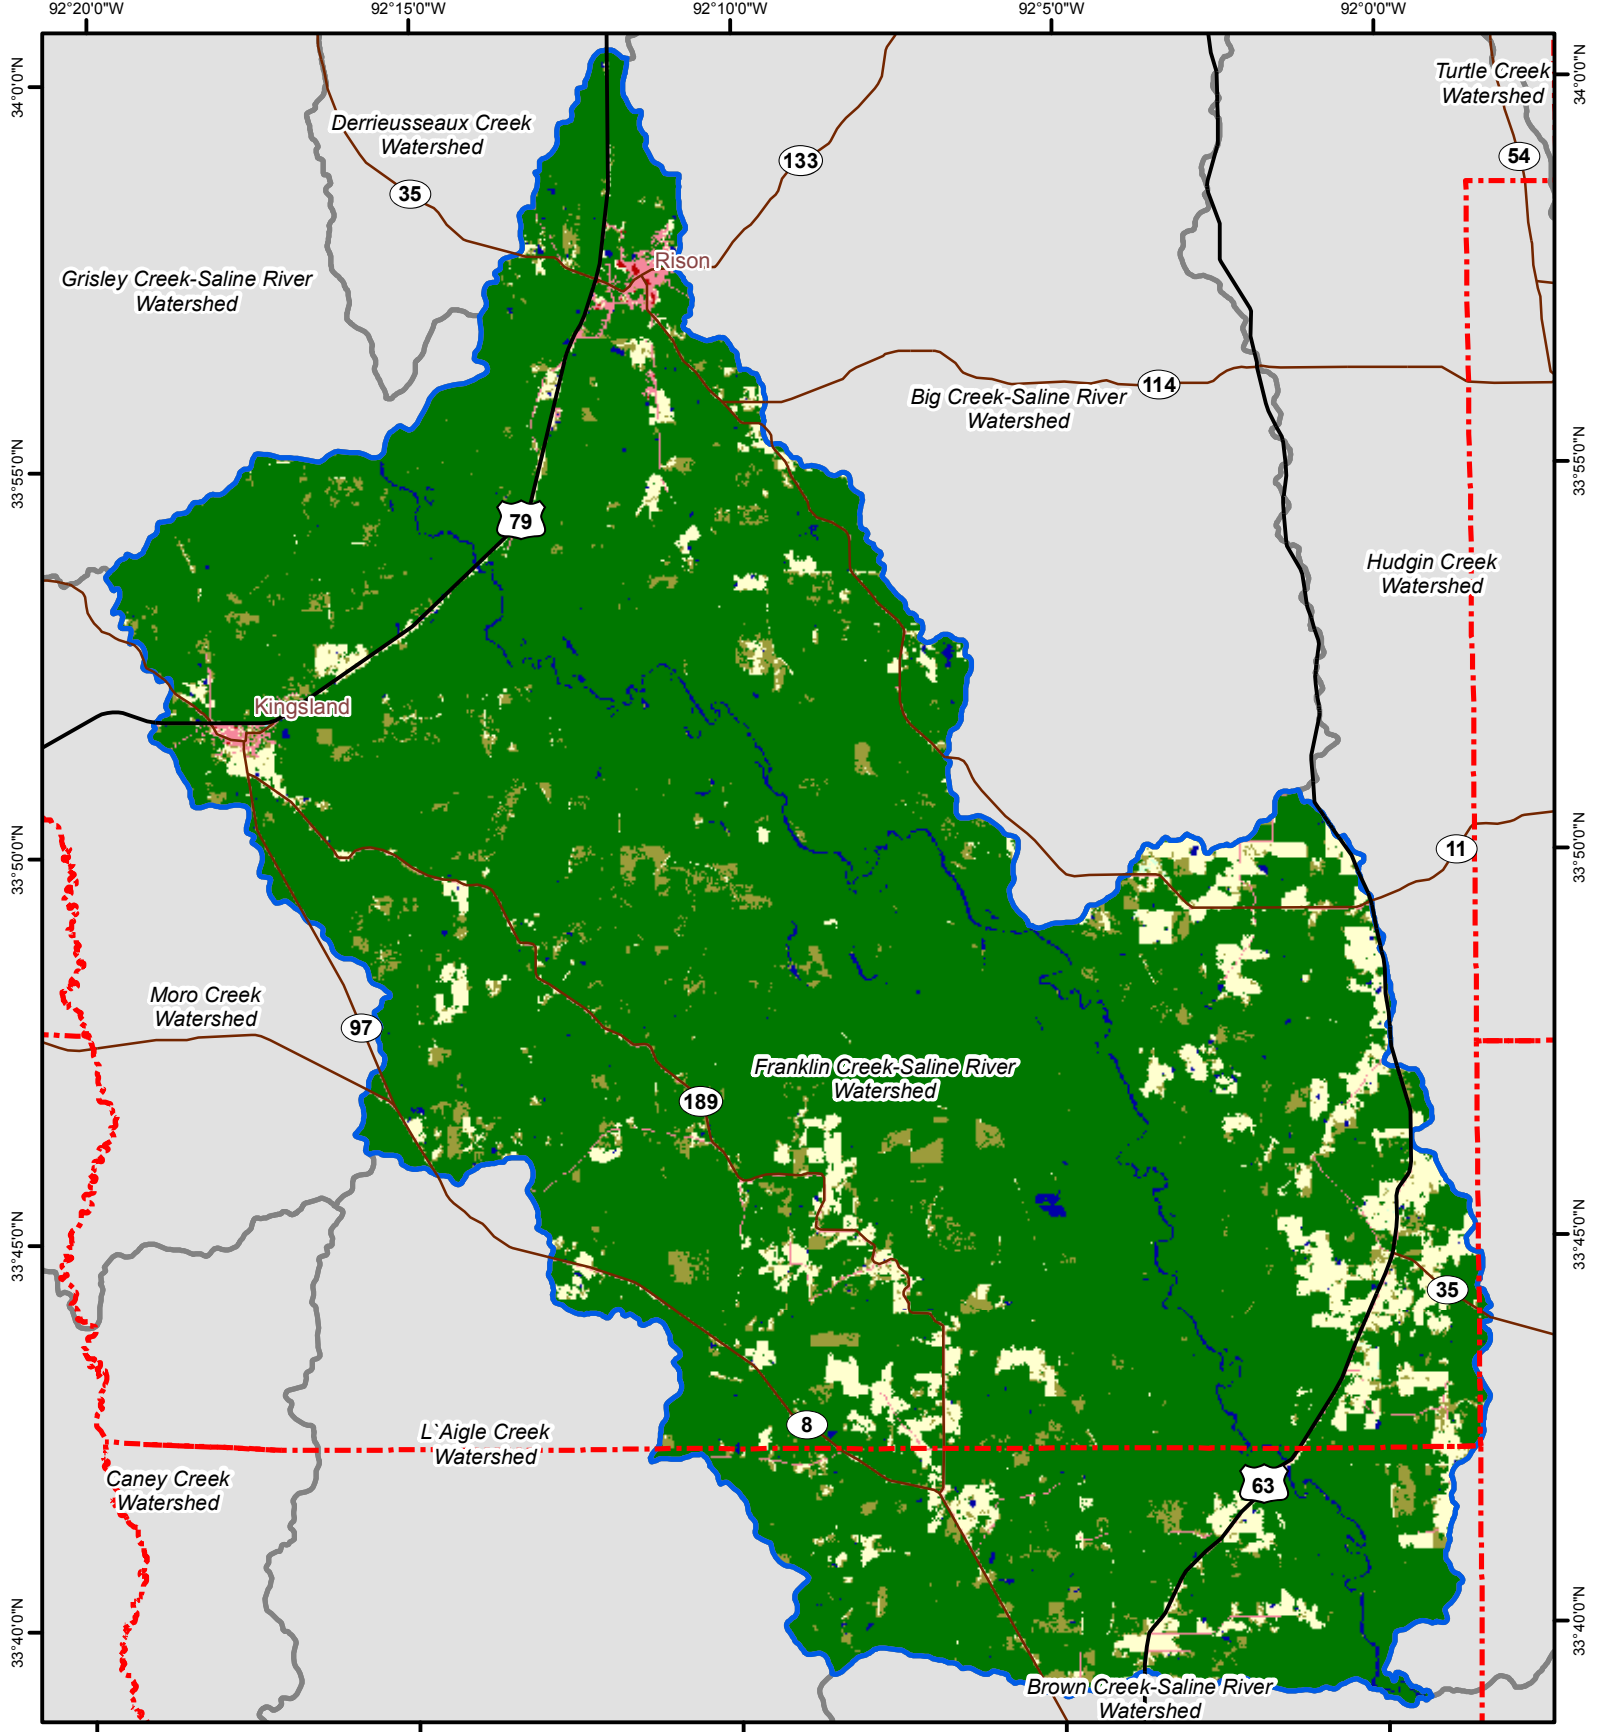 92°20'0"W
92°15'0"W
92°10'0"W
92°5'0"W
92°0'0"W
34°0'0"N
34°0'0"N
Turtle Creek
Watershed
Derrieusseaux Creek
Watershed
133
54
35
Rison
Grisley Creek-Saline River
Watershed
114
Big Creek-Saline River
Watershed
33°55'0"N
33°55'0"N
79
Hudgin Creek
Watershed
Kingsland
33°50'0"N
33°50'0"N
11
Moro Creek
Watershed
97
Franklin Creek-Saline River
Watershed
189
33°45'0"N
33°45'0"N
35
8
L`Aigle Creek
Watershed
Caney Creek
Watershed
63
33°40'0"N
33°40'0"N
Brown Creek-Saline River
Watershed